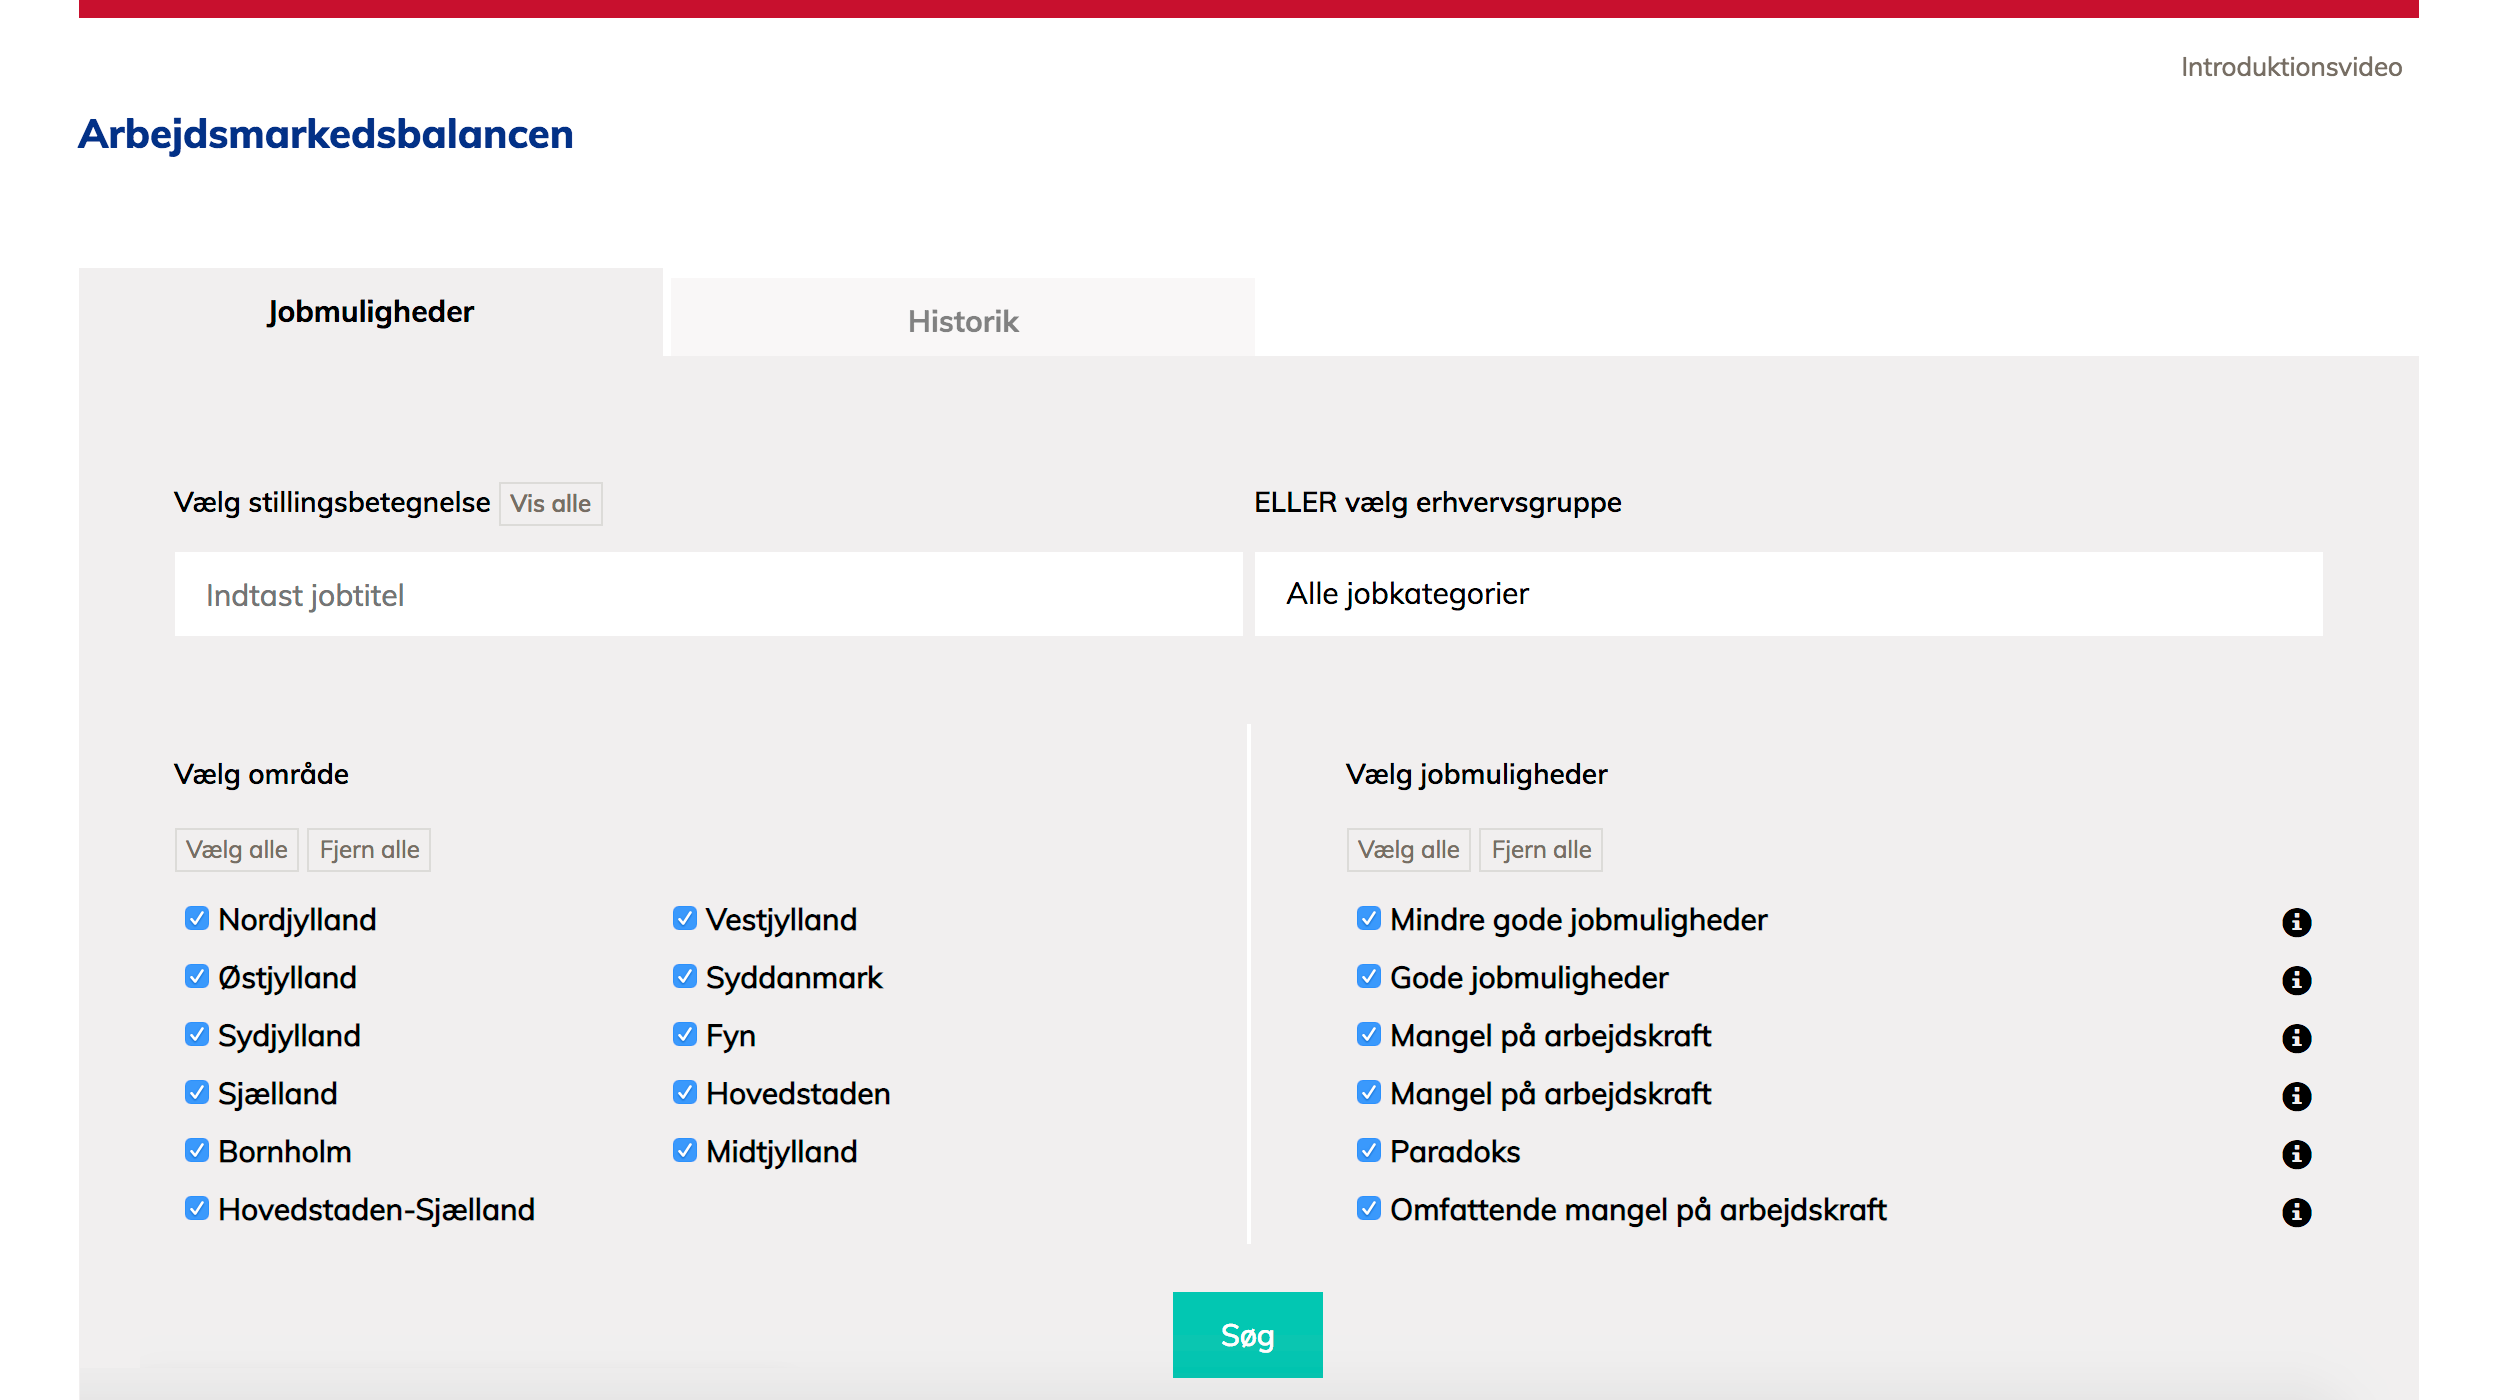 Introduktionsvideo
Arbejdsmarkedsbalancen
Jobmuligheder
Historik
Vælg stillingsbetegnelse Vis alle
ELLER vælg erhvervsgruppe
Indtast jobtitel
Alle jobkategorier
Vælg område
Vælg alle Fjern alle
Nordjylland
Vestjylland
Østjylland
Syddanmark
Sydjylland
Fyn
Sjælland
Hovedstaden
Bornholm
Midtjylland
Hovedstaden-Sjælland
Vælg jobmuligheder
Vælg alle Fjern alle
Mindre gode jobmuligheder
Gode jobmuligheder
Mangel på arbejdskraft
Mangel på arbejdskraft
Paradoks
Omfattende mangel på arbejdskraft
Søg